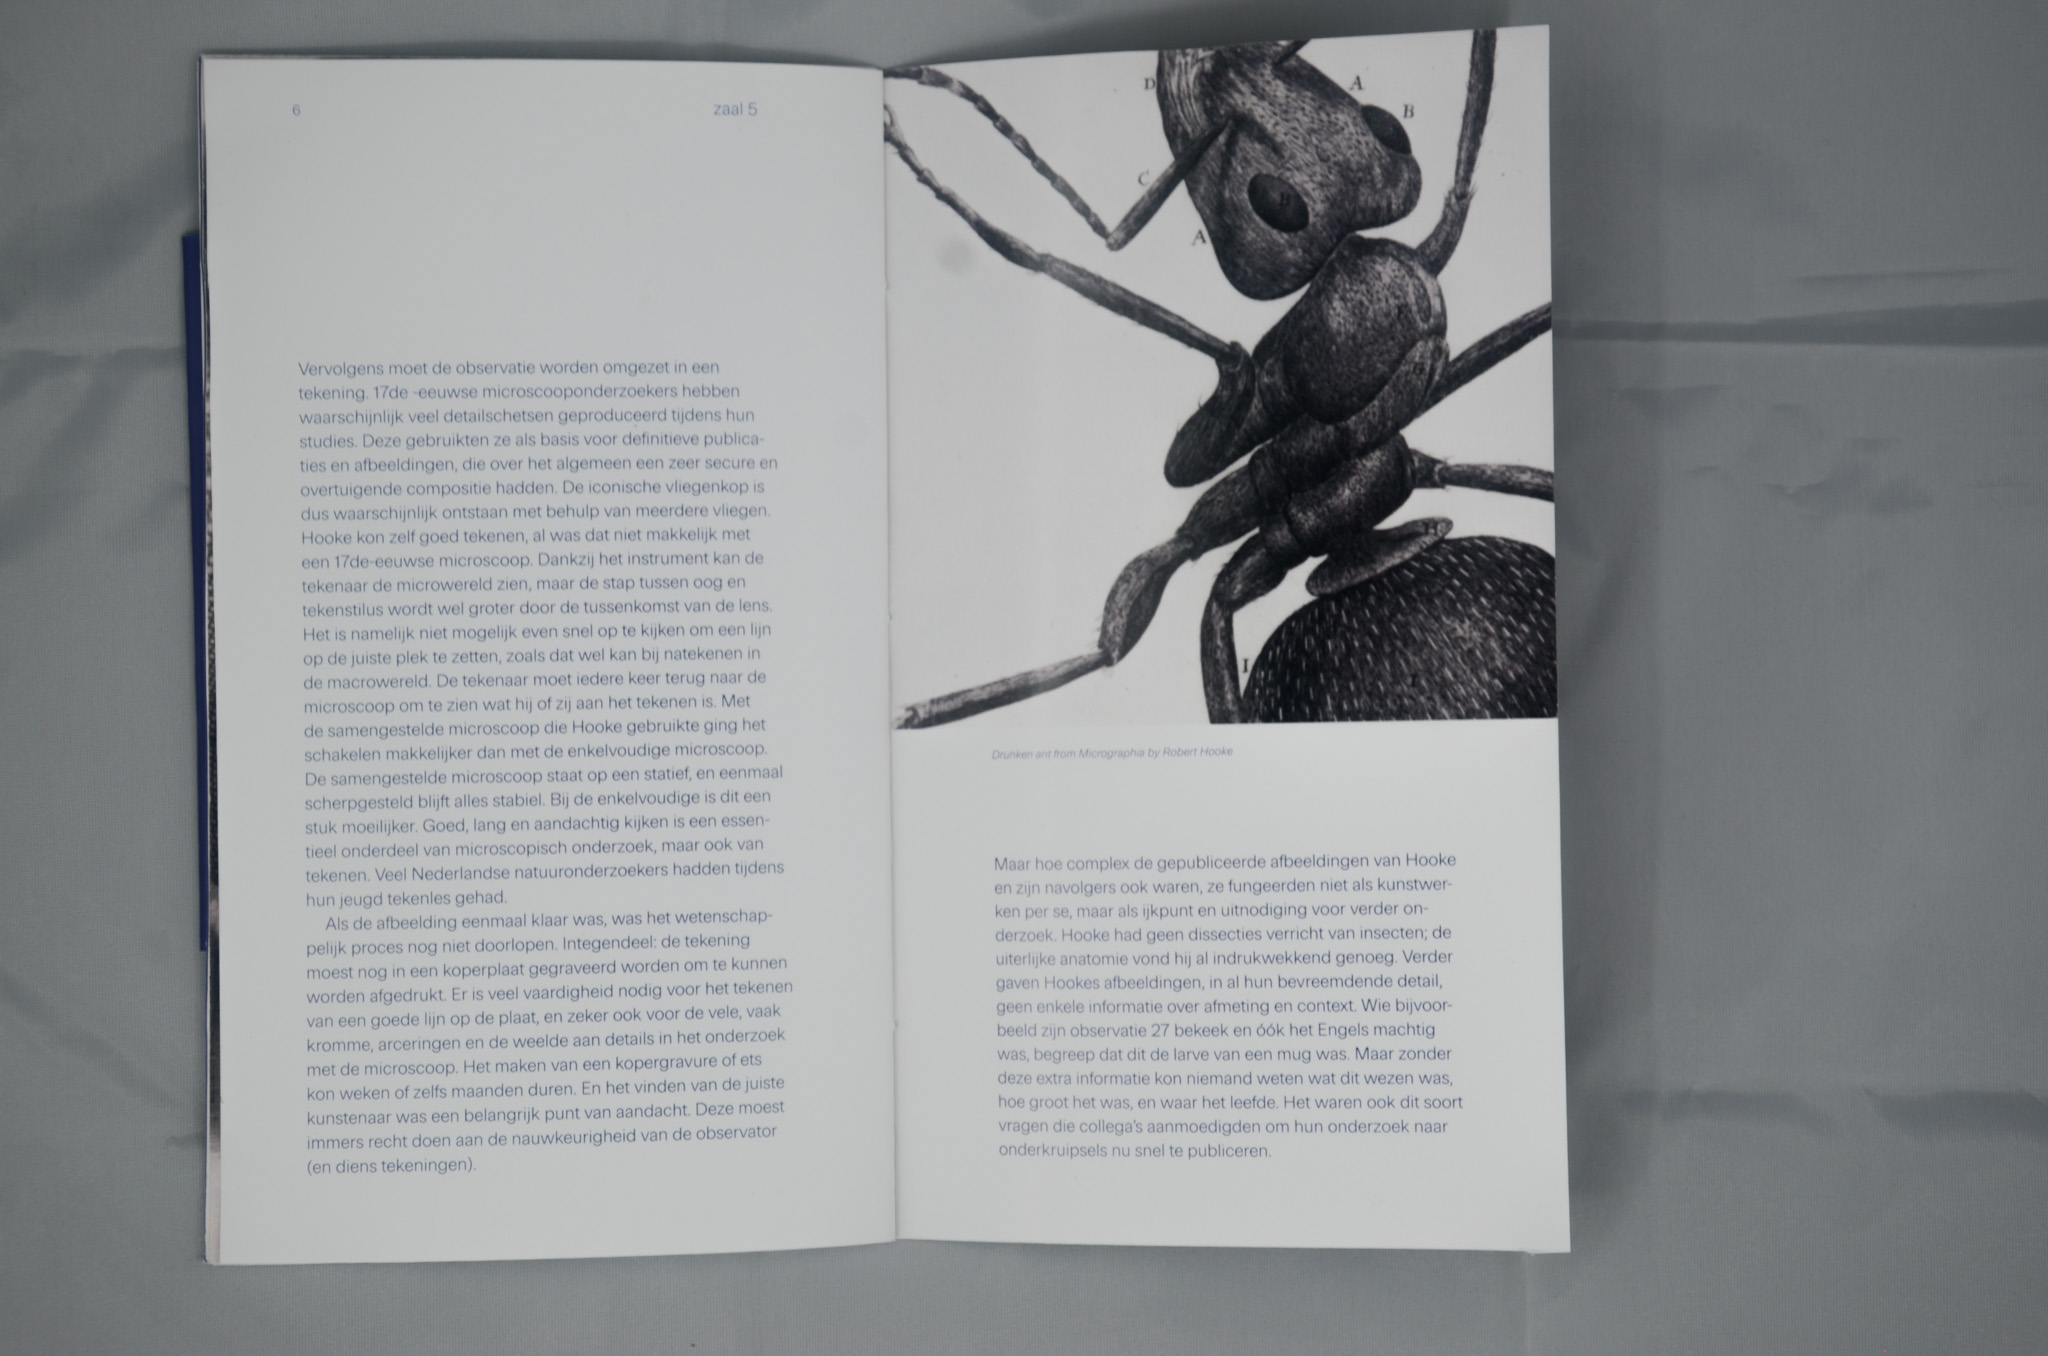 6
zaal 5
Vervolgens moet de observatie worden omgezet in een
tekening. 17de -eeuwse microscooponderzoekers hebben
waarschijnlijk veel detailschetsen geproduceerd tijdens hun
studies. Deze gebruikten ze als basis voor definitieve publica-
ties en afbeeldingen, die over het algemeen een zeer secure en
overtuigende compositie hadden. De iconische vliegenkop is
dus waarschijnlijk ontstaan met behulp van meerdere vliegen.
Hooke kon zelf goed tekenen, al was dat niet makkelijk met
een 17de-eeuwse microscoop. Dankzij het instrument kan de
tekenaar de microwereld zien, maar de stap tussen oog en
tekenstilus wordt wel groter door de tussenkomst van de lens.
Het is namelijk niet mogelijk even snel op te kijken om een lijn
op de juiste plek te zetten, zoals dat wel kan bij natekenen in
de macrowereld. De tekenaar moet iedere keer terug naar de
microscoop om te zien wat hij of zij aan het tekenen is. Met
de samengestelde microscoop die Hooke gebruikte ging het
schakelen makkelijker dan met de enkelvoudige microscoop.
De samengestelde microscoop staat op een statief, en eenmaal
scherpgesteld blijft alles stabiel. Bij de enkelvoudige is dit een
stuk moeilijker. Goed, lang en aandachtig kijken is een essen-
tieel onderdeel van microscopisch onderzoek, maar ook van
tekenen. Veel Nederlandse natuuronderzoekers hadden tijdens
hun jeugd tekenles gehad.
Als de afbeelding eenmaal klaar was, was het wetenschap-
pelijk proces nog niet doorlopen. Integendeel: de tekening
moest nog in een koperplaat gegraveerd worden om te kunnen
worden afgedrukt. Er is veel vaardigheid nodig voor het tekenen
van een goede lijn op de plaat, en zeker ook voor de vele, vaak
kromme, arceringen en de weelde aan details in het onderzoek
met de microscoop. Het maken van een kopergravure of ets
kon weken of zelfs maanden duren. En het vinden van de juiste
kunstenaar was een belangrijk punt van aandacht. Deze moest
immers recht doen aan de nauwkeurigheid van de observator
(en diens tekeningen).
D
A
B
C
B
A
E
G
H
I
I
Drunken ant from Micrographia by Robert Hooke
Maar hoe complex de gepubliceerde afbeeldingen van Hooke
en zijn navolgers ook waren, ze fungeerden niet als kunstwer-
ken per se, maar als ijkpunt en uitnodiging voor verder on-
derzoek. Hooke had geen dissecties verricht van insecten; de
uiterlijke anatomie vond hij al indrukwekkend genoeg. Verder
gaven Hookes afbeeldingen, in al hun bevreemdende detail,
geen enkele informatie over afmeting en context. Wie bijvoor-
beeld zijn observatie 27 bekeek en óók het Engels machtig
was, begreep dat dit de larve van een mug was. Maar zonder
deze extra informatie kon niemand weten wat dit wezen was,
hoe groot het was, en waar het leefde. Het waren ook dit soort
vragen die collega's aanmoedigden om hun onderzoek naar
onderkruipsels nu snel te publiceren.